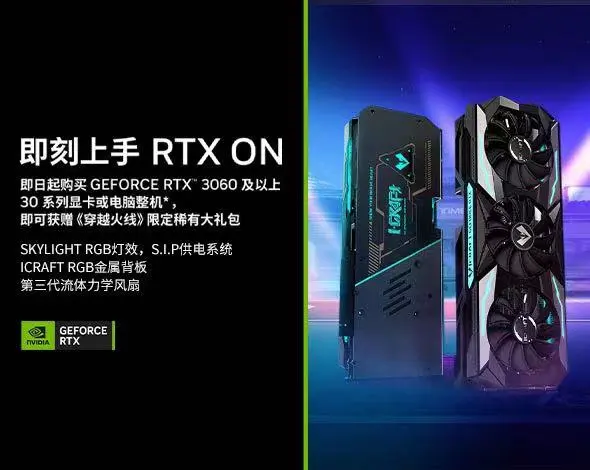 即刻上手 RTX ON
即日起购买 GEFORCE RTX™ 3060 及以上
30 系列显卡或电脑整机*，
即可获赠《穿越火线》限定稀有大礼包
SKYLIGHT RGB灯效，S.I.P供电系统
ICRAFT RGB金属背板
第三代流体力学风扇
NVIDIA
GEFORCE
RTX
iCRAFT